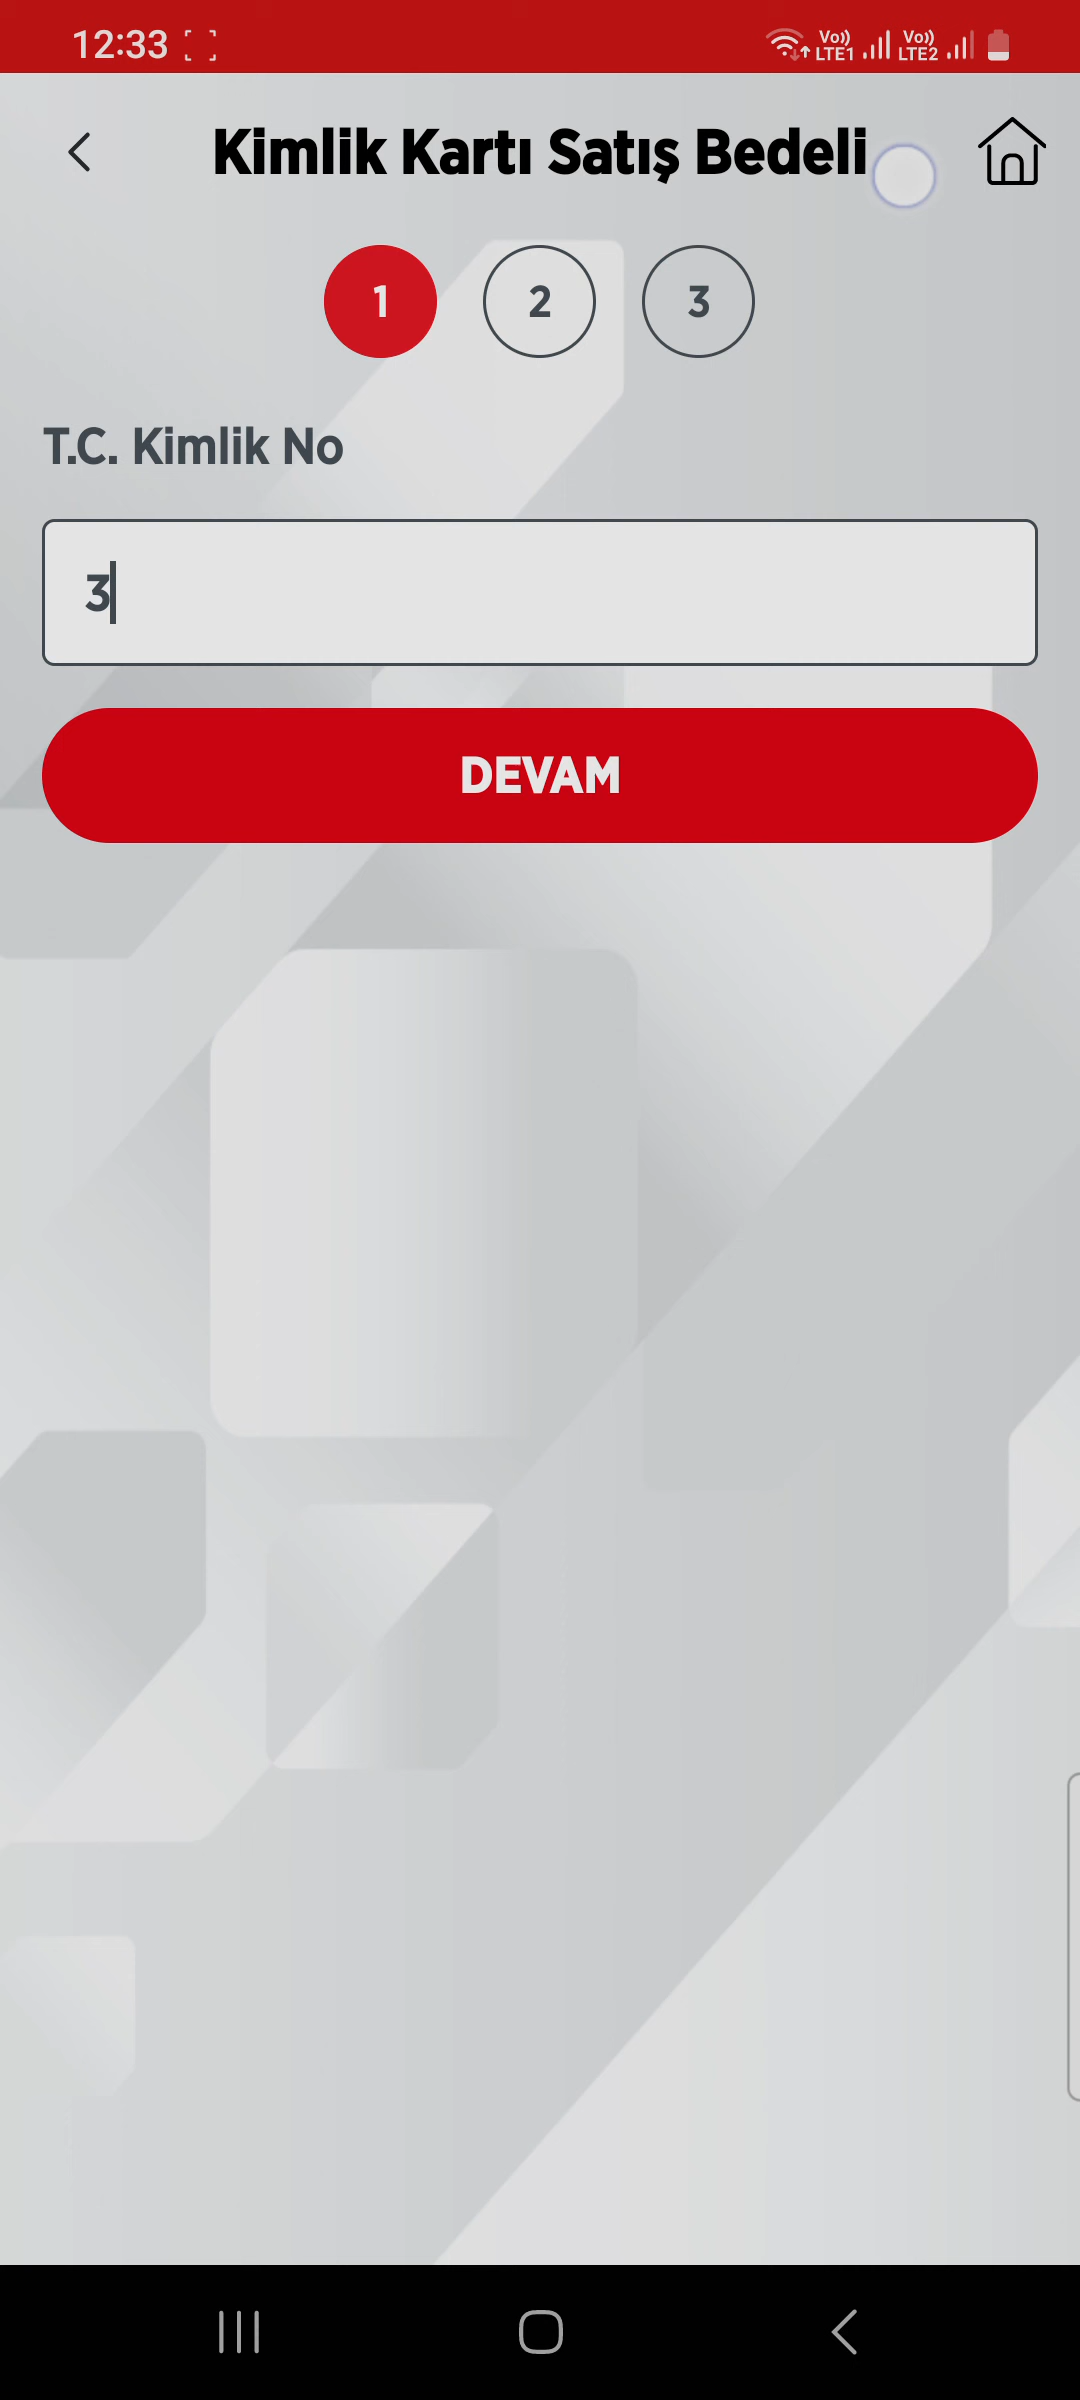 12:33 Vo)) LTE1 Vo)) LTE2
Kimlik Kartı Satış Bedeli
1 2 3
T.C. Kimlik No
3
DEVAM